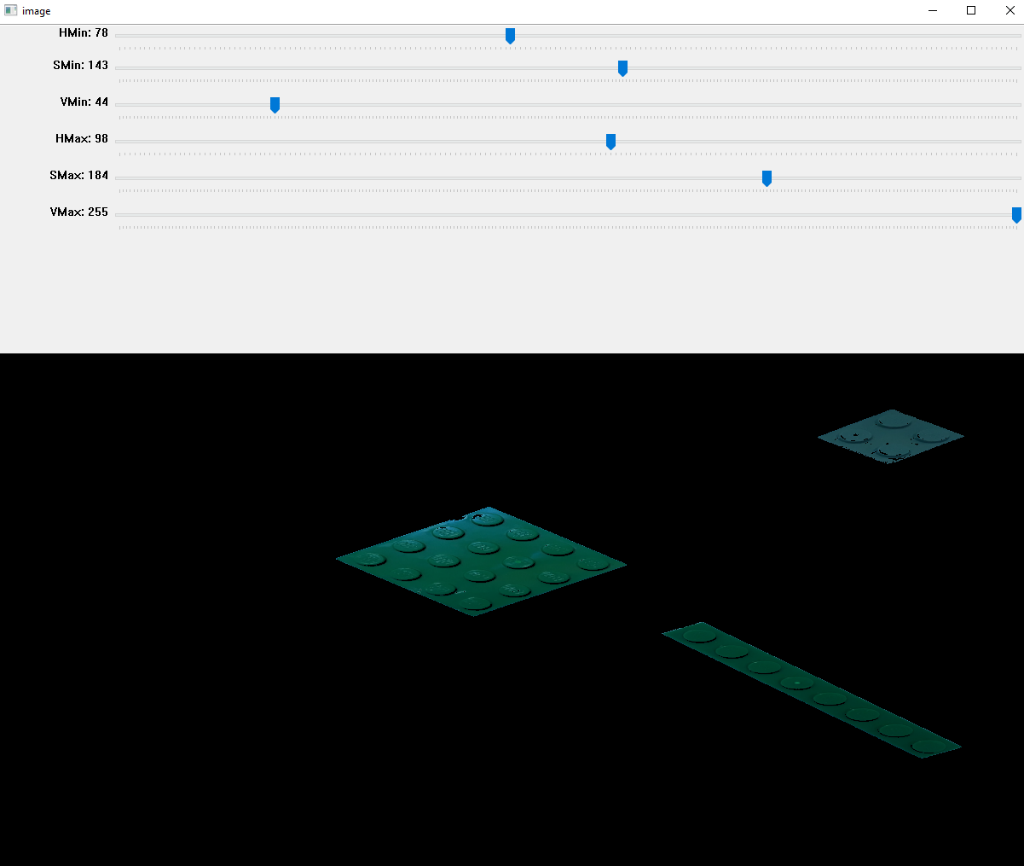 image
HMin: 78
SMin: 143
VMin: 44
HMax: 98
SMax: 184
VMax: 255